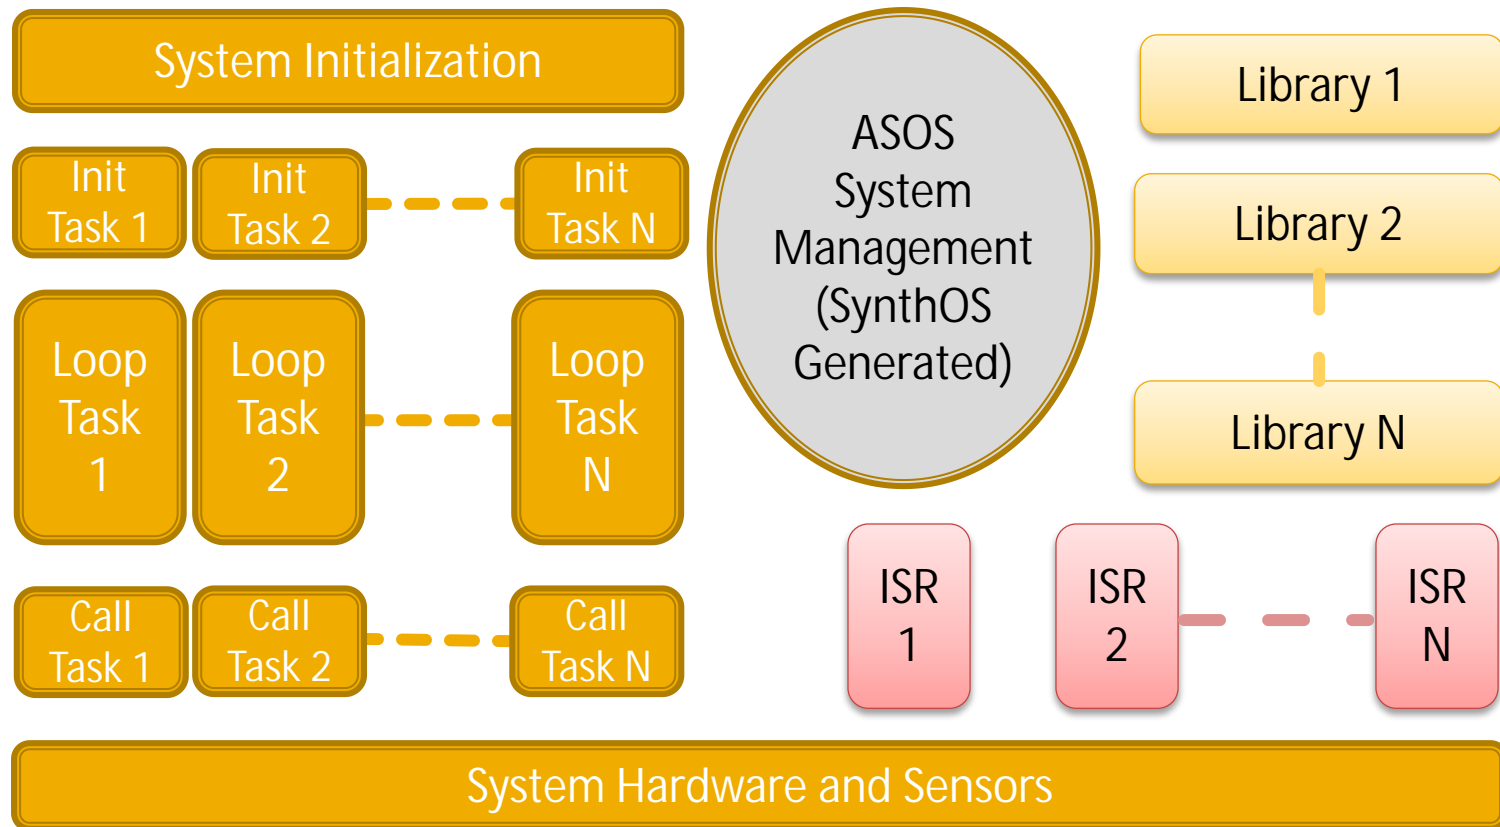 System Initialization
Init
Task 1
Init
Task 2
Init
Task N
Loop
Task
1
Loop
Task
2
Loop
Task
N
Call
Task 1
Call
Task 2
Call
Task N
ASOS
System
Management
(SynthOS
Generated)
Library 1
Library 2
Library N
ISR
1
ISR
2
ISR
N
System Hardware and Sensors